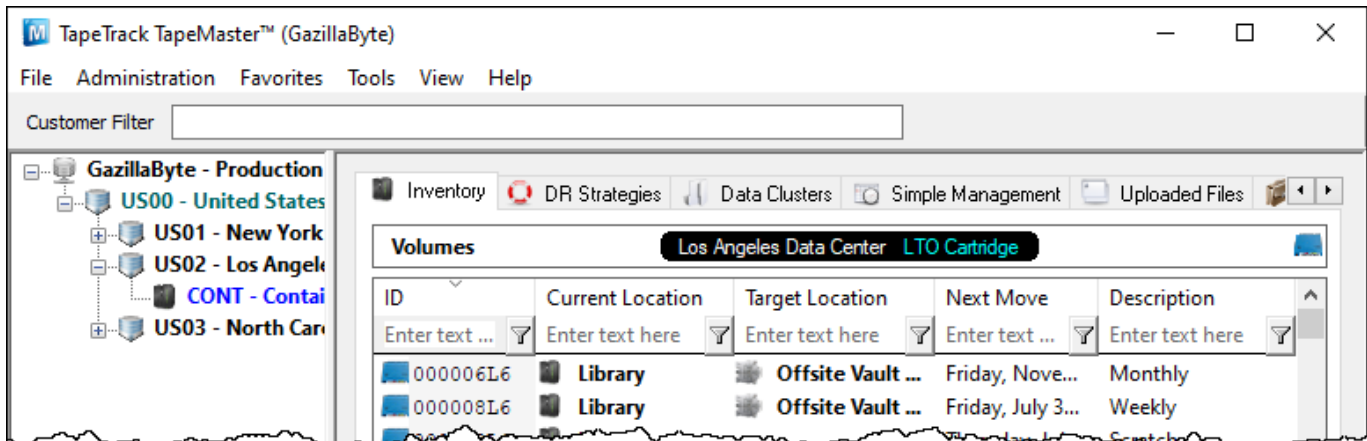 TapeTrack TapeMaster™ (GazillaByte)
File Administration Favorites Tools View Help
Customer Filter
GazillaByte - Production
US00 - United States
US01 - New York
US02 - Los Angele
CONT - Contai
US03 - North Car
Inventory DR Strategies Data Clusters Simple Management Uploaded Files
Volumes Los Angeles Data Center LTO Cartridge
ID Current Location Target Location Next Move Description
Enter text ... Enter text here Enter text here Enter text ... Enter text here
000006L6 Library Offsite Vault ... Friday, Nove... Monthly
000008L6 Library Offsite Vault ... Friday, July 3... Weekly